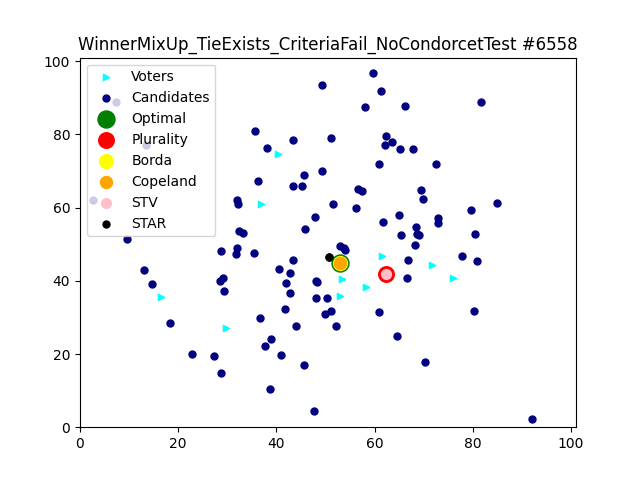 WinnerMixUp_TieExists_CriteriaFail_NoCondorcetTest #6558
100
80
60
40
20
0
Voters
Candidates
Optimal
Plurality
Borda
Copeland
STV
STAR
0 20 40 60 80 100